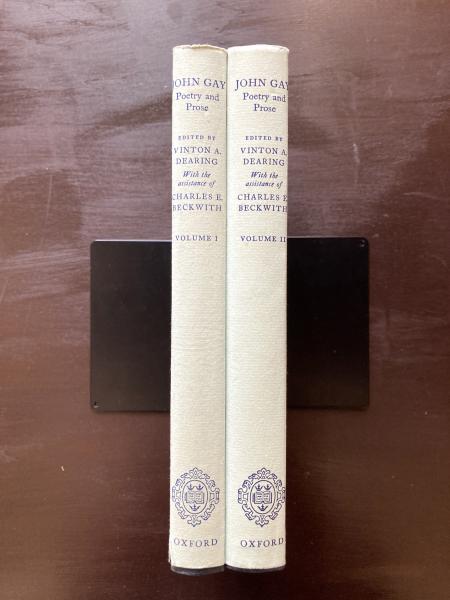 JOHN GAY
Poetry and
Prose
EDITED BY
VINTON A.
DEARING
With the
assistance of
CHARLES E.
BECKWITH
VOLUME I
OXFORD
JOHN GAY
Poetry and
Prose
EDITED BY
VINTON A.
DEARING
With the
assistance of
CHARLES E.
BECKWITH
VOLUME II
OXFORD